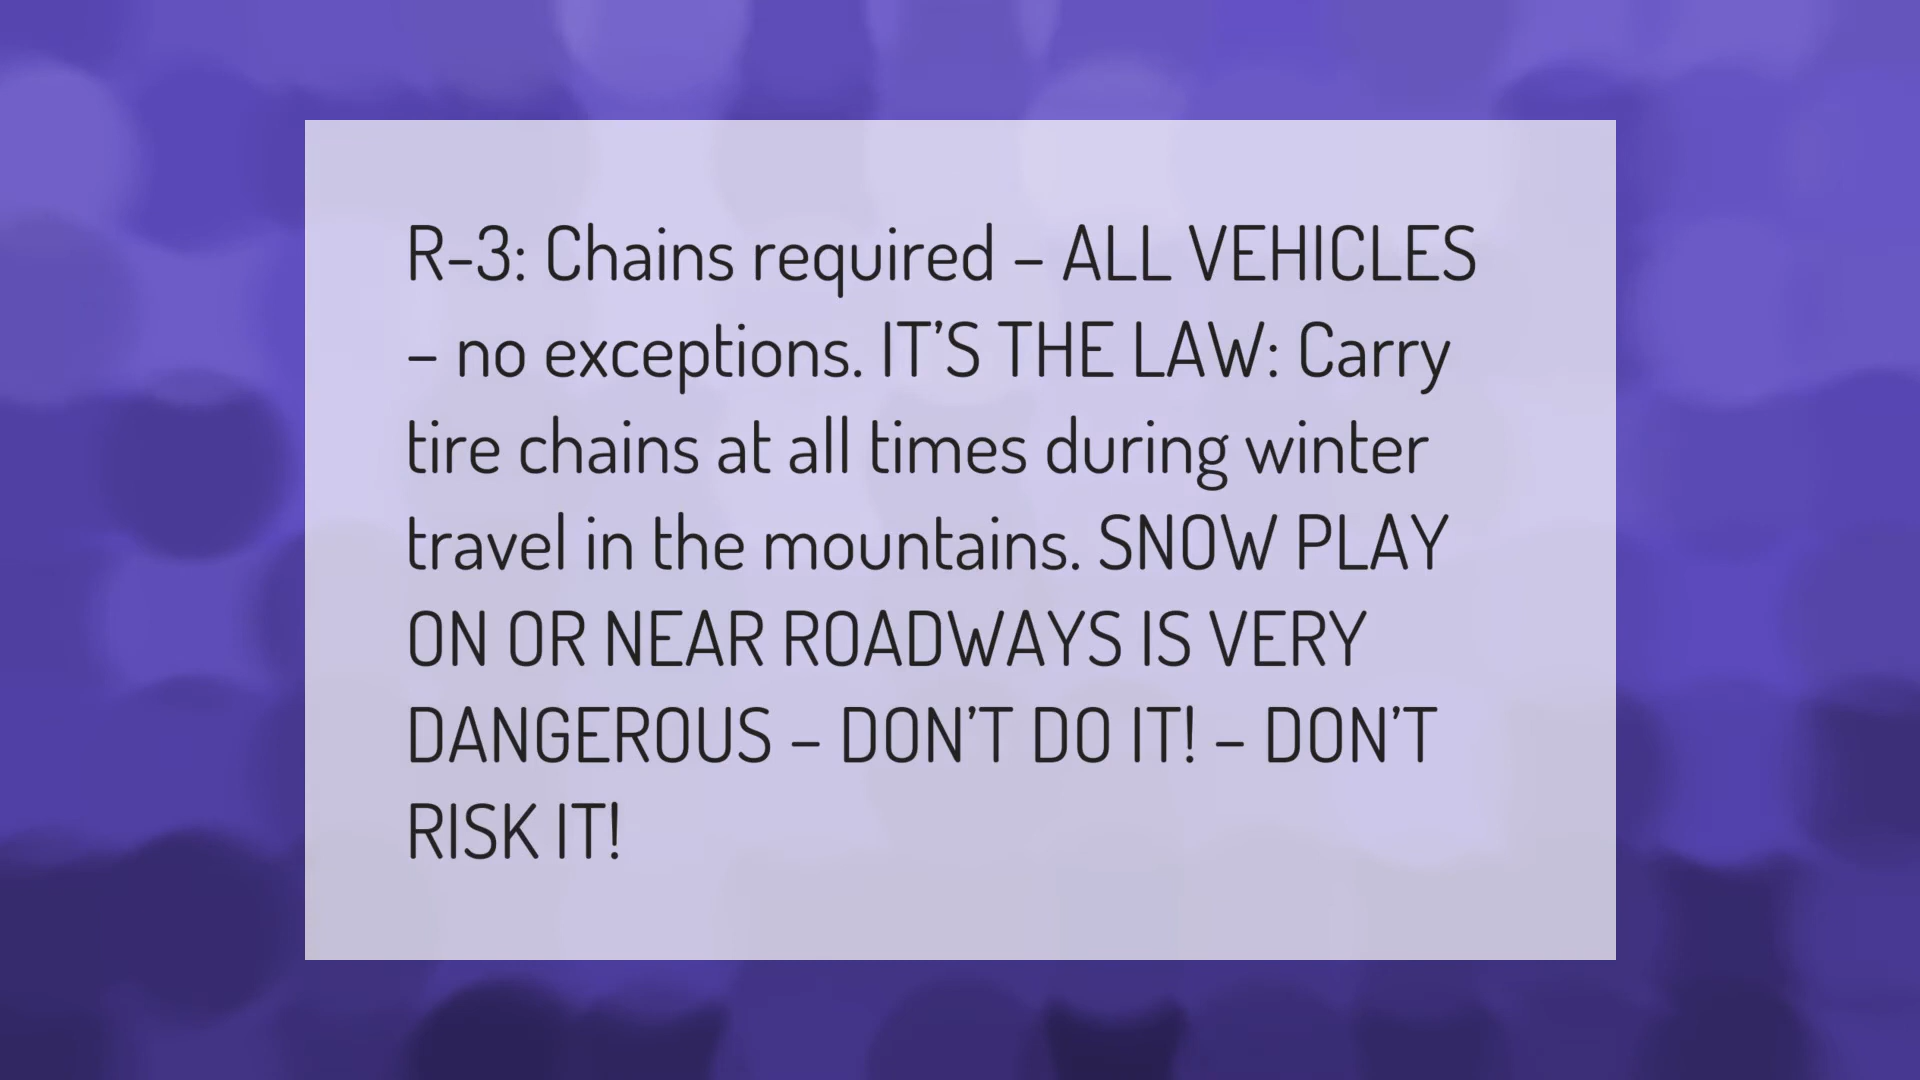 R-3: Chains required – ALL VEHICLES
– no exceptions. IT’S THE LAW: Carry
tire chains at all times during winter
travel in the mountains. SNOW PLAY
ON OR NEAR ROADWAYS IS VERY
DANGEROUS – DON’T DO IT! – DON’T
RISK IT!